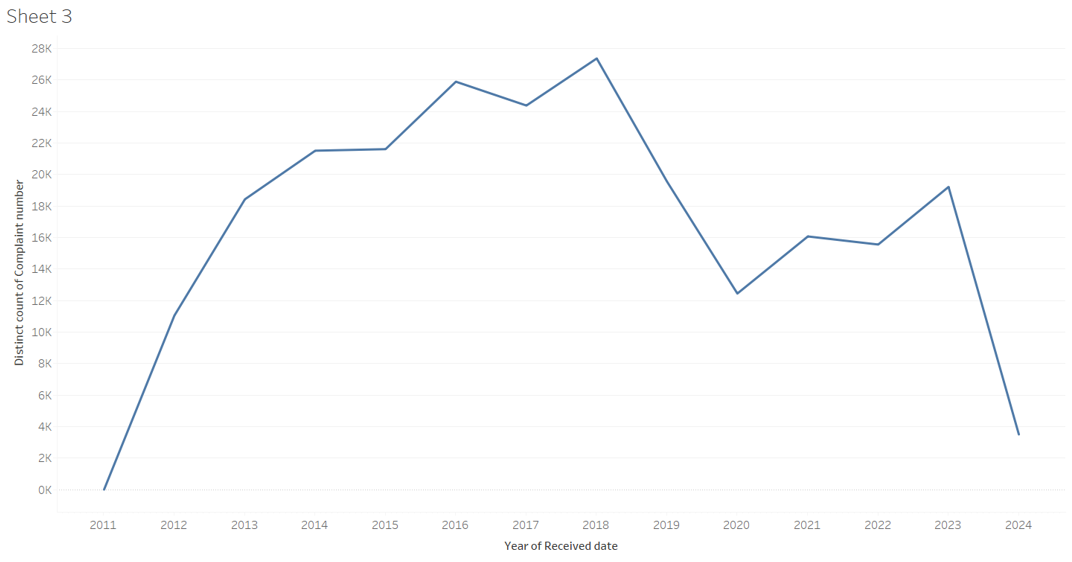 Sheet 3
28K
26K
24K
22K
20K
18K
16K
14K
12K
10K
8K
6K
4K
2K
0K
Distinct count of Complaint number
2011 2012 2013 2014 2015 2016 2017 2018 2019 2020 2021 2022 2023 2024
Year of Received date